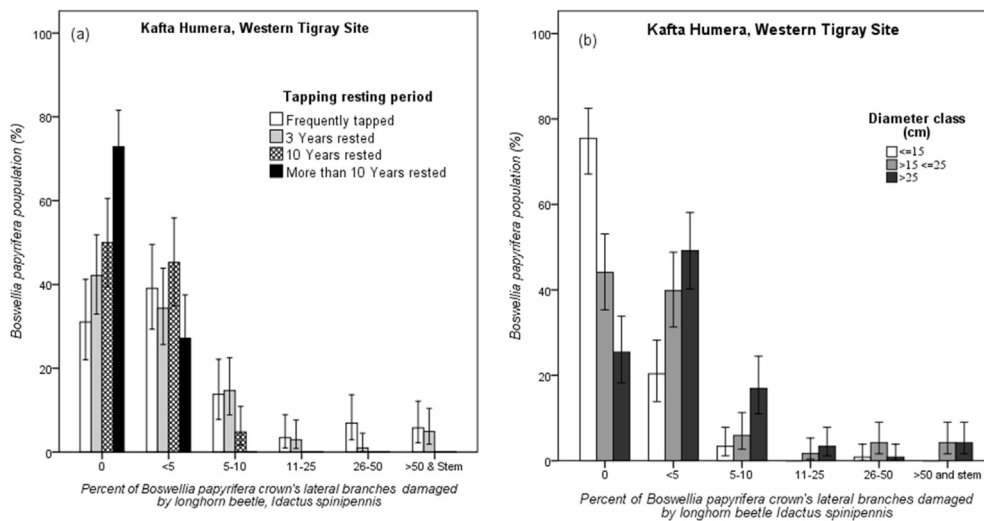 (a)
Kafta Humera, Western Tigray Site
Tapping resting period
Frequently tapped
3 Years rested
10 Years rested
More than 10 Years rested
Boswellia papyrifera poupulation (%)
100
80
60
40
20
0
0
<5
5-10
11-25
26-50
>50 & Stem
Percent of Boswellia papyrifera crown's lateral branches damaged
by longhorn beetle, Idactus spinipennis
(b)
Kafta Humera, Western Tigray Site
Diameter class
(cm)
<=15
>15 <=25
>25
Boswellia papyrifera population (%)
100
80
60
40
20
0
0
<5
5-10
11-25
26-50
>50 and stem
Percent of Boswellia papyrifera crown's lateral branches damaged
by longhorn beetle Idactus spinipennis